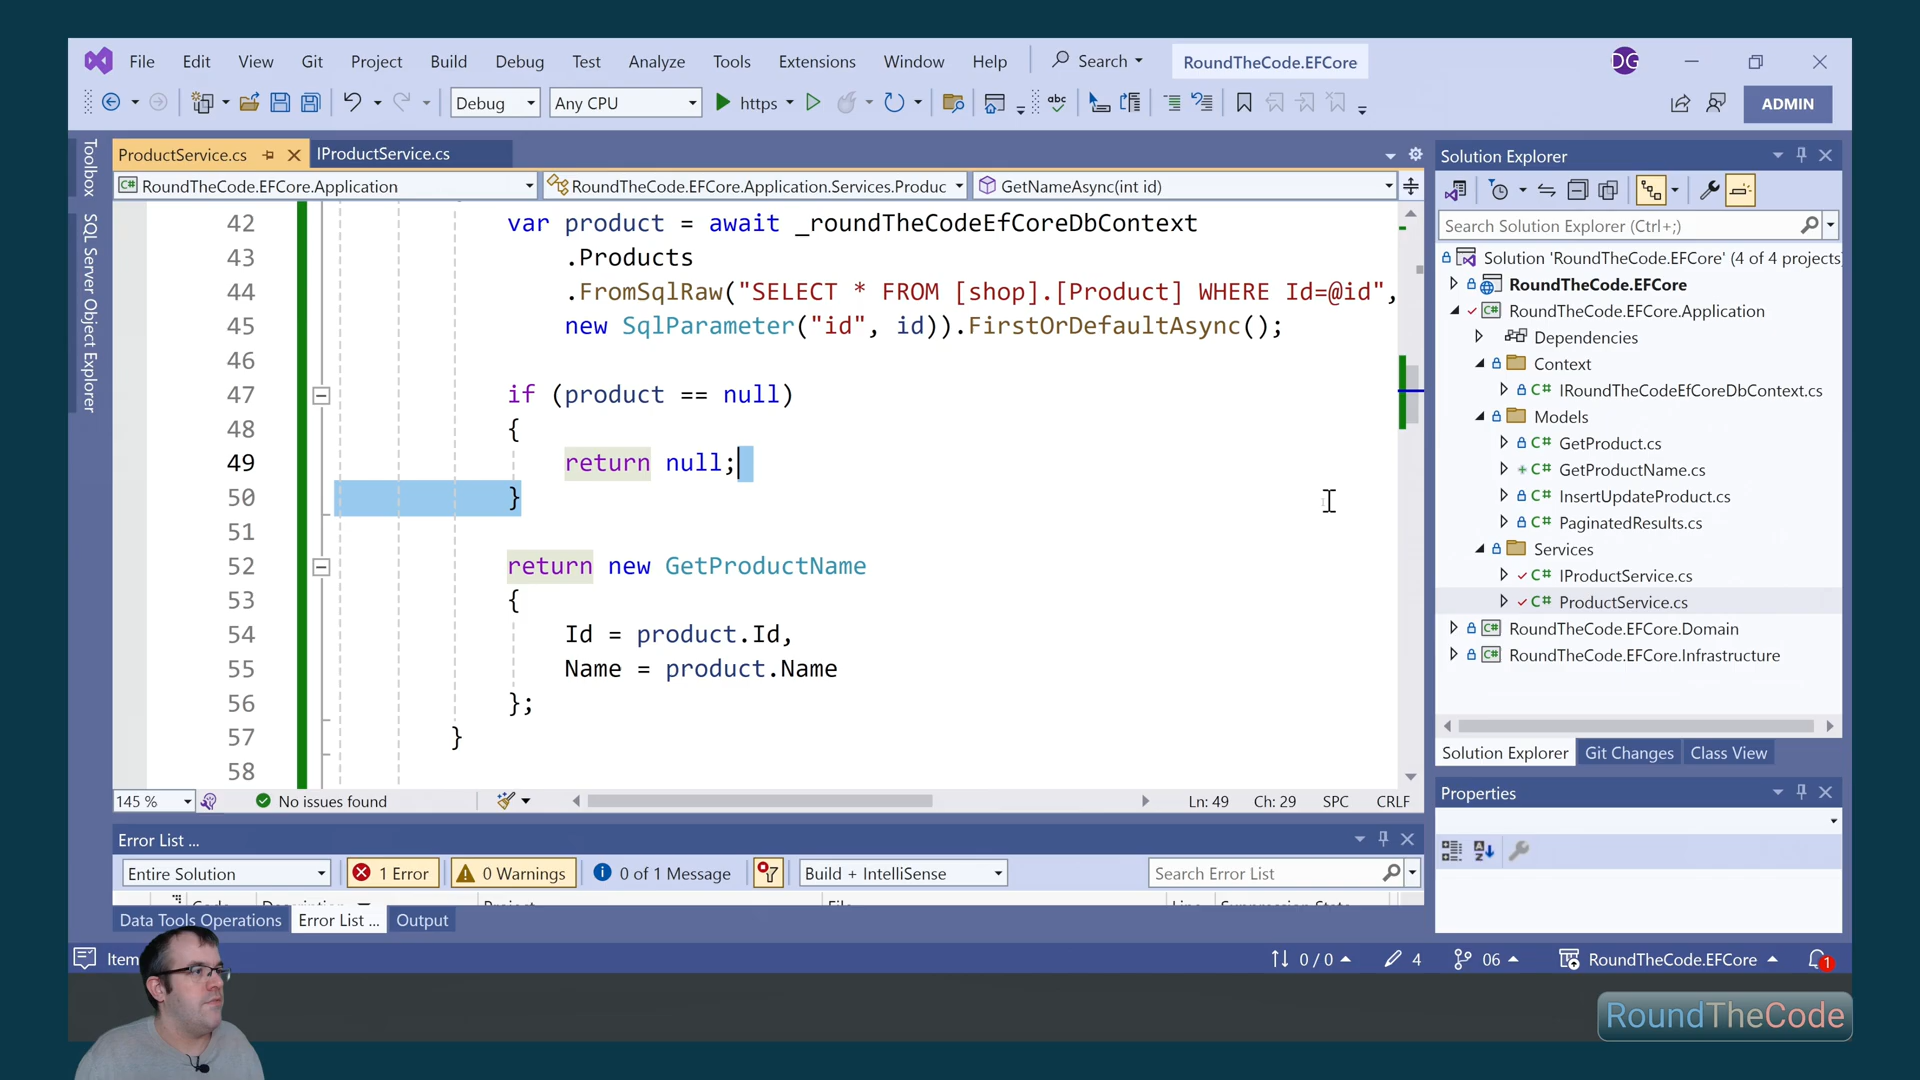 File Edit View Git Project Build Debug Test Analyze Tools Extensions Window Help Search RoundTheCode.EFCore DG
Debug Any CPU https ADMIN
Toolbox
SQL Server Object Explorer
ProductService.cs IProductService.cs
RoundTheCode.EFCore.Application RoundTheCode.EFCore.Application.Services.Produc GetNameAsync(int id)
42 var product = await _roundTheCodeEfCoreDbContext
43 .Products
44 .FromSqlRaw("SELECT * FROM [shop].[Product] WHERE Id=@id",
45 new SqlParameter("id", id)).FirstOrDefaultAsync();
46
47 if (product == null)
48 {
49 return null;
50 }
51
52 return new GetProductName
53 {
54 Id = product.Id,
55 Name = product.Name
56 };
57 }
58
145 % No issues found Ln: 49 Ch: 29 SPC CRLF
Error List ...
Entire Solution 1 Error 0 Warnings 0 of 1 Message Build + IntelliSense Search Error List
Data Tools Operations Error List ... Output
Solution Explorer
Search Solution Explorer (Ctrl+;)
Solution 'RoundTheCode.EFCore' (4 of 4 projects)
RoundTheCode.EFCore
RoundTheCode.EFCore.Application
Dependencies
Context
IRoundTheCodeEfCoreDbContext.cs
Models
GetProduct.cs
GetProductName.cs
InsertUpdateProduct.cs
PaginatedResults.cs
Services
IProductService.cs
ProductService.cs
RoundTheCode.EFCore.Domain
RoundTheCode.EFCore.Infrastructure
Solution Explorer Git Changes Class View
Properties
Item 0 / 0 4 06 RoundTheCode.EFCore 1
RoundTheCode